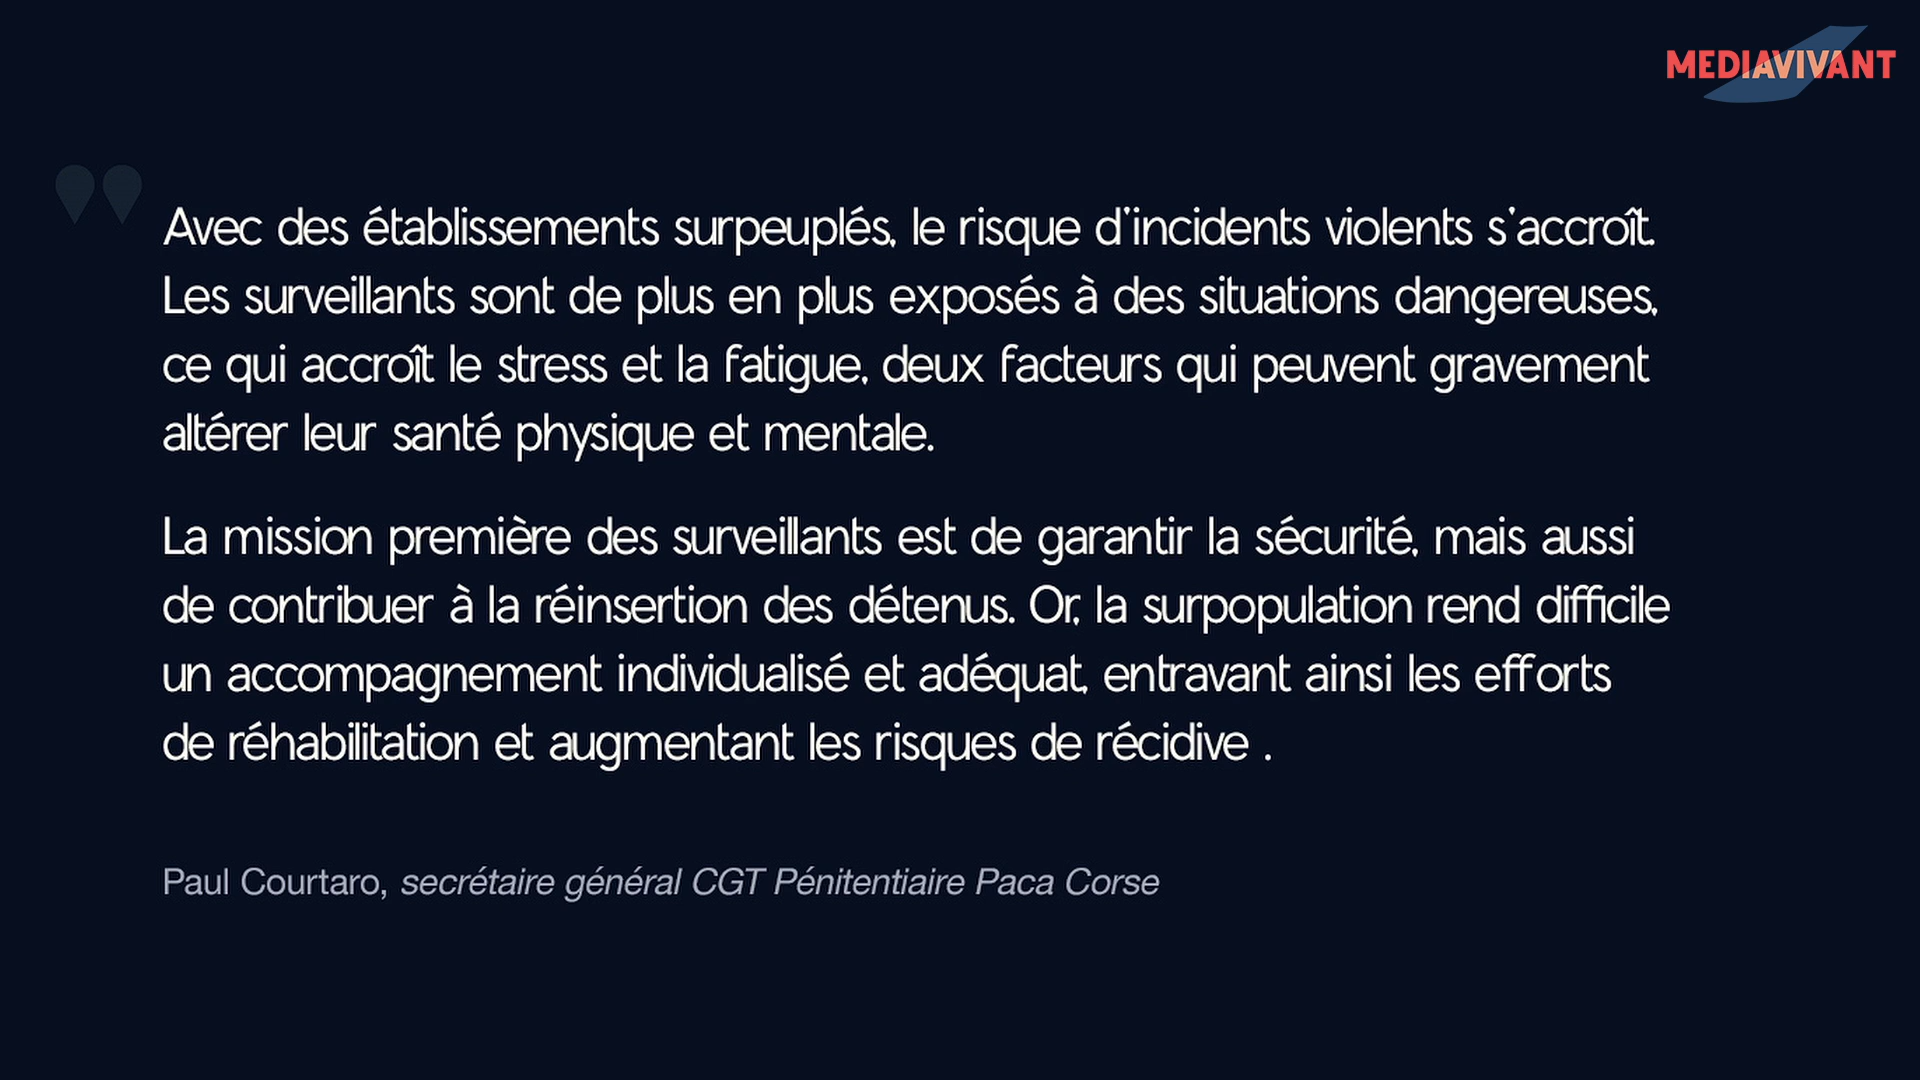 MEDIAVIVANT
Avec des établissements surpeuplés, le risque d'incidents violents s'accroît.
Les surveillants sont de plus en plus exposés à des situations dangereuses,
ce qui accroît le stress et la fatigue, deux facteurs qui peuvent gravement
altérer leur santé physique et mentale.
La mission première des surveillants est de garantir la sécurité, mais aussi
de contribuer à la réinsertion des détenus. Or, la surpopulation rend difficile
un accompagnement individualisé et adéquat, entravant ainsi les efforts
de réhabilitation et augmentant les risques de récidive .
Paul Courtaro, secrétaire général CGT Pénitentiaire Paca Corse